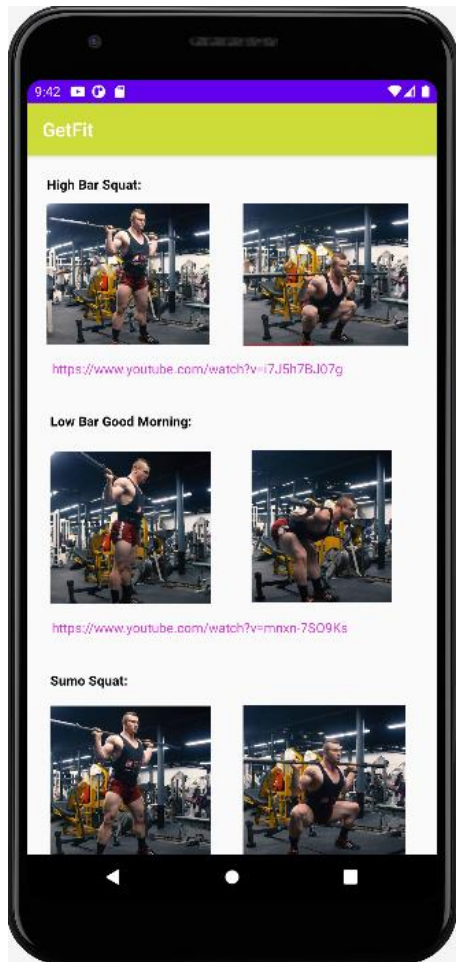 9:42
GetFit
High Bar Squat:
https://www.youtube.com/watch?v=i7J5h7BJ07g
Low Bar Good Morning:
https://www.youtube.com/watch?v=mnxn-7SO9Ks
Sumo Squat: